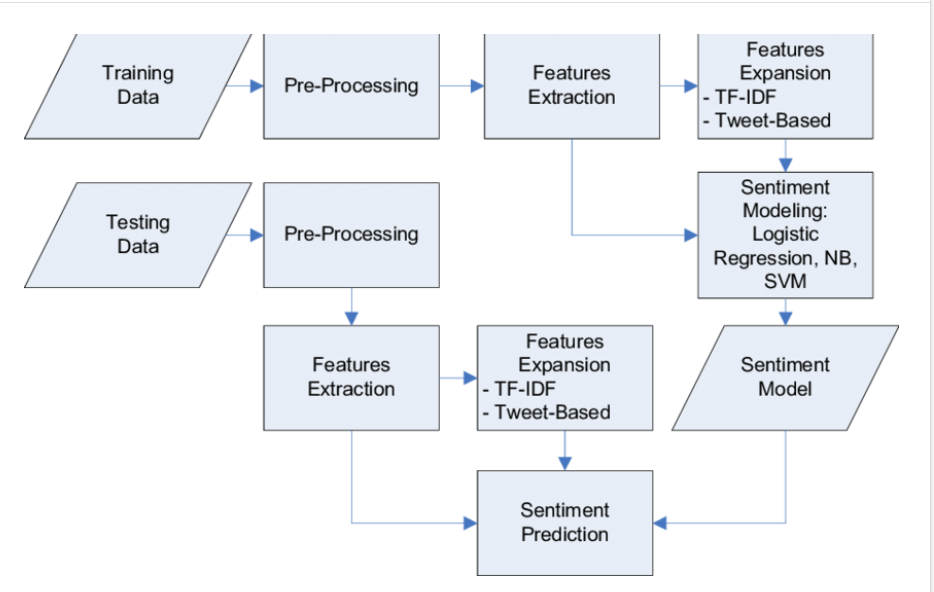 Training
Data
Pre-Processing
Features
Extraction
Features
Expansion
- TF-IDF
- Tweet-Based
Testing
Data
Pre-Processing
Sentiment
Modeling:
Logistic
Regression, NB,
SVM
Features
Extraction
Features
Expansion
- TF-IDF
- Tweet-Based
Sentiment
Model
Sentiment
Prediction